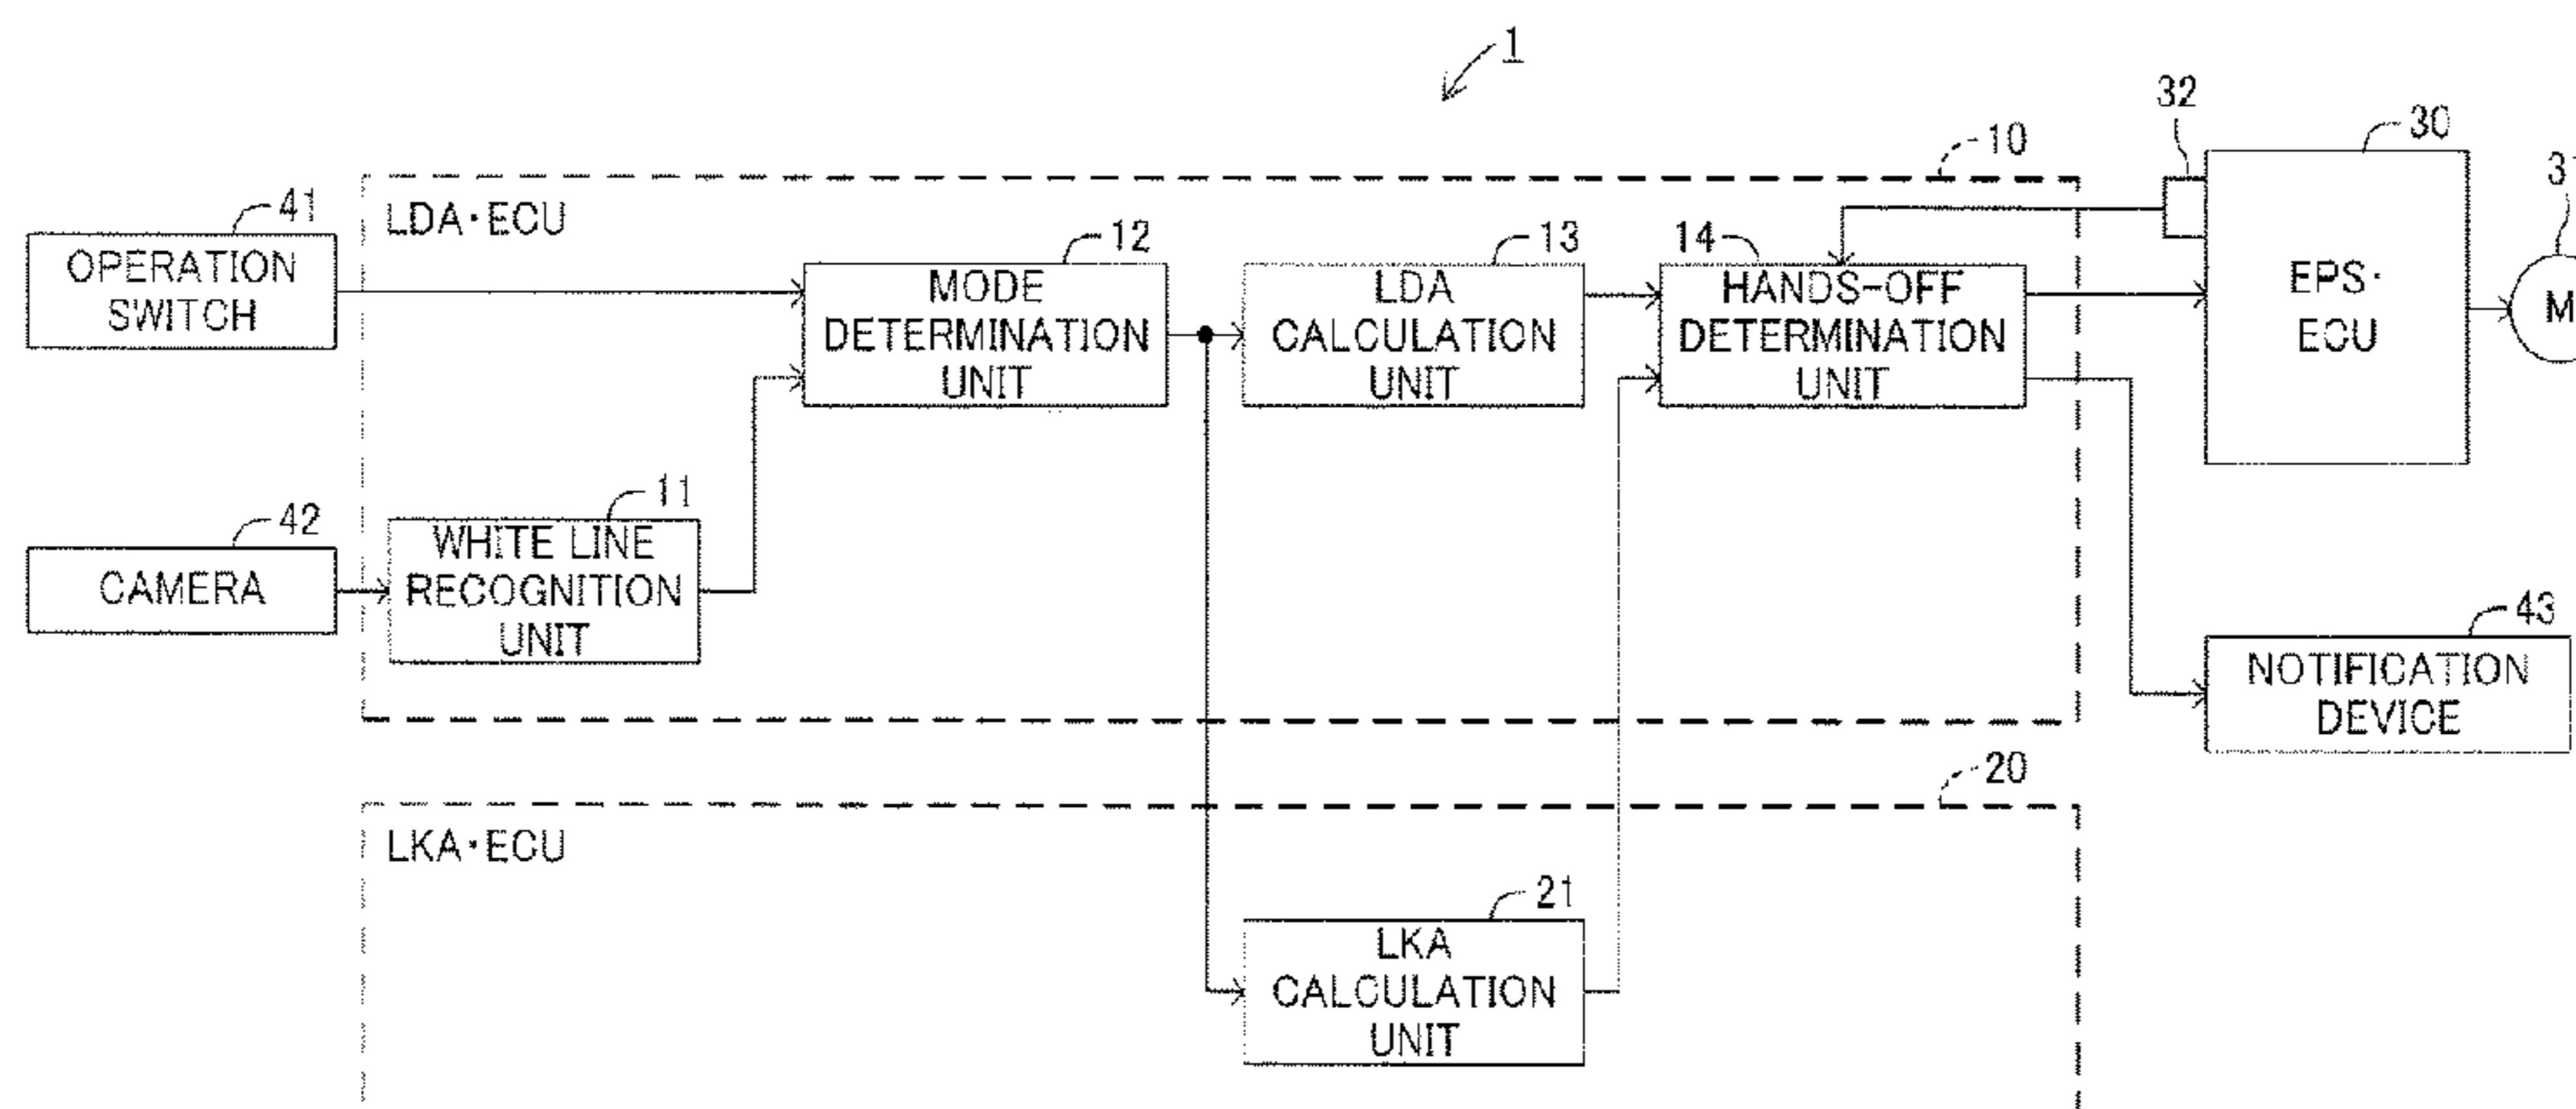 1
32
30
10
41
LDA·ECU
12
13
14
OPERATION
SWITCH
MODE
DETERMINATION
UNIT
LDA
CALCULATION
UNIT
HANDS-OFF
DETERMINATION
UNIT
EPS·
ECU
M
42
11
CAMERA
WHITE LINE
RECOGNITION
UNIT
43
NOTIFICATION
DEVICE
20
LKA·ECU
21
LKA
CALCULATION
UNIT